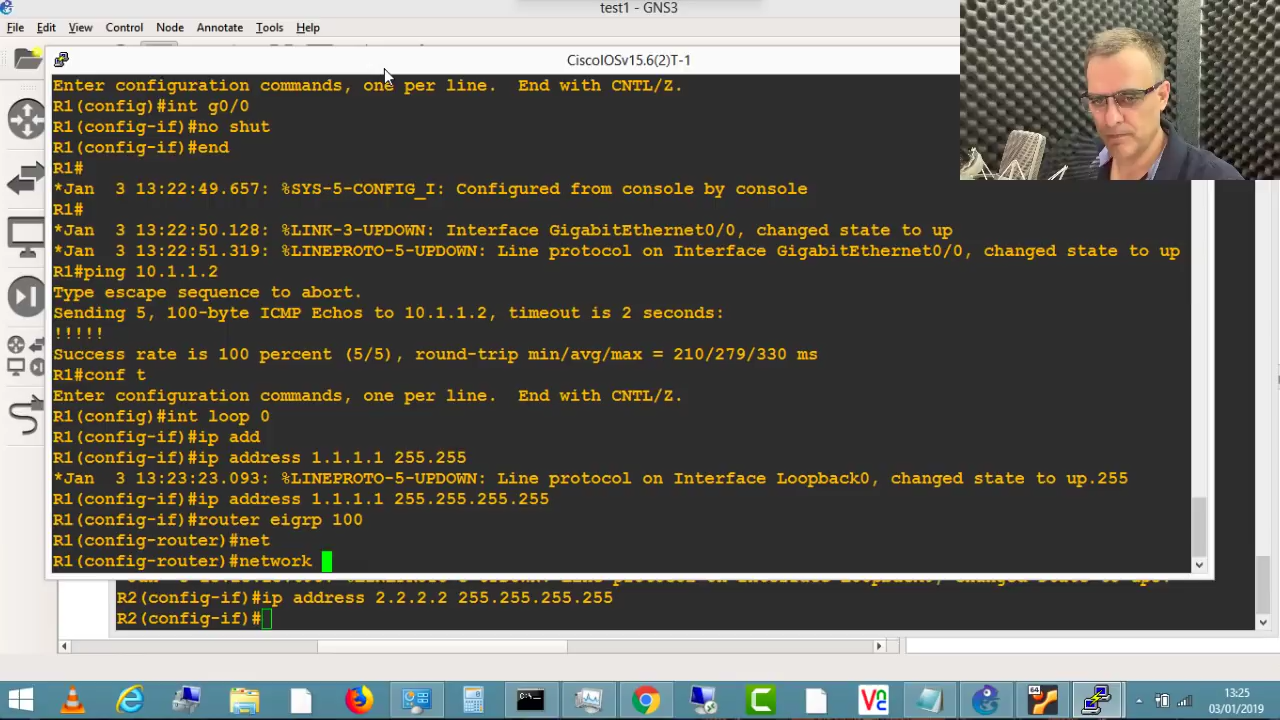 test1 - GNS3
File Edit View Control Node Annotate Tools Help
CiscoIOSv15.6(2)T-1
Enter configuration commands, one per line.  End with CNTL/Z.
R1(config)#int g0/0
R1(config-if)#no shut
R1(config-if)#end
R1#
*Jan  3 13:22:49.657: %SYS-5-CONFIG_I: Configured from console by console
R1#
*Jan  3 13:22:50.128: %LINK-3-UPDOWN: Interface GigabitEthernet0/0, changed state to up
*Jan  3 13:22:51.319: %LINEPROTO-5-UPDOWN: Line protocol on Interface GigabitEthernet0/0, changed state to up
R1#ping 10.1.1.2
Type escape sequence to abort.
Sending 5, 100-byte ICMP Echos to 10.1.1.2, timeout is 2 seconds:
!!!!!
Success rate is 100 percent (5/5), round-trip min/avg/max = 210/279/330 ms
R1#conf t
Enter configuration commands, one per line.  End with CNTL/Z.
R1(config)#int loop 0
R1(config-if)#ip add
R1(config-if)#ip address 1.1.1.1 255.255
*Jan  3 13:23:23.093: %LINEPROTO-5-UPDOWN: Line protocol on Interface Loopback0, changed state to up.255
R1(config-if)#ip address 1.1.1.1 255.255.255.255
R1(config-if)#router eigrp 100
R1(config-router)#net
R1(config-router)#network
R2(config-if)#ip address 2.2.2.2 255.255.255.255
R2(config-if)#
64
13:25
03/01/2019